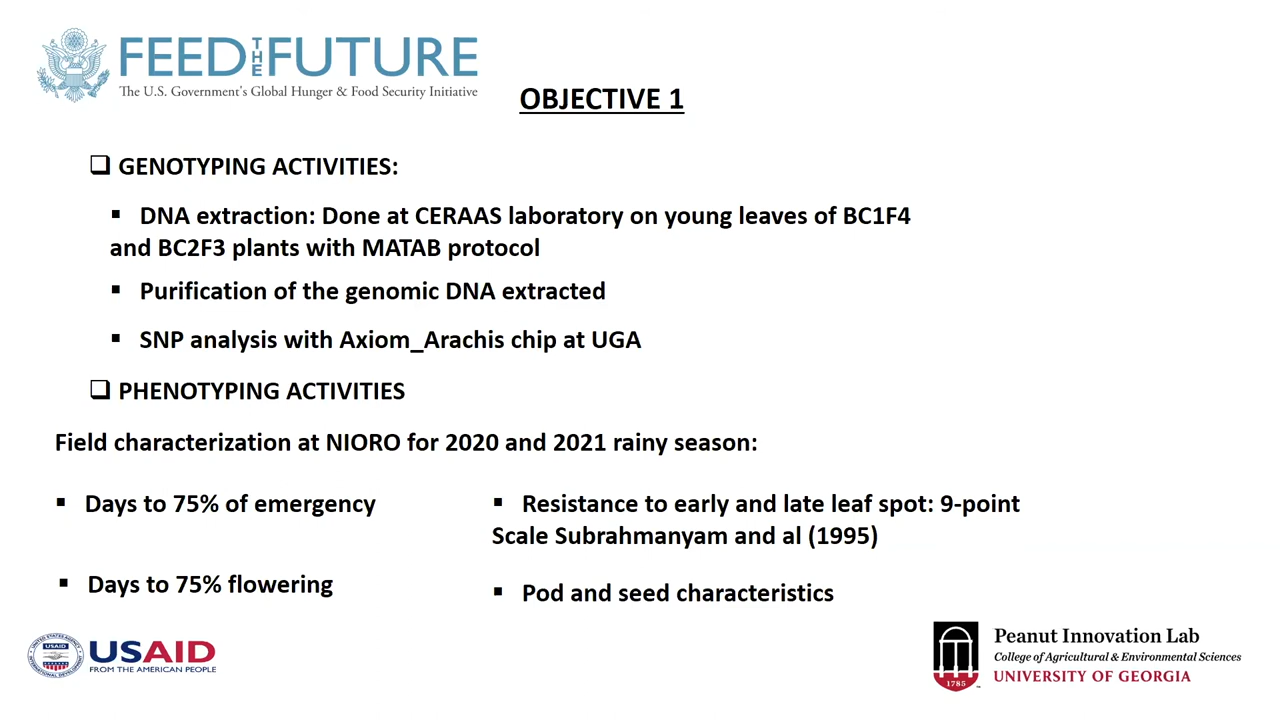 FEED THE FUTURE
The U.S. Government's Global Hunger & Food Security Initiative
OBJECTIVE 1
❑ GENOTYPING ACTIVITIES:
▪ DNA extraction: Done at CERAAS laboratory on young leaves of BC1F4
and BC2F3 plants with MATAB protocol
▪ Purification of the genomic DNA extracted
▪ SNP analysis with Axiom_Arachis chip at UGA
❑ PHENOTYPING ACTIVITIES
Field characterization at NIORO for 2020 and 2021 rainy season:
▪ Days to 75% of emergency
▪ Days to 75% flowering
▪ Resistance to early and late leaf spot: 9-point
Scale Subrahmanyam and al (1995)
▪ Pod and seed characteristics
USAID
FROM THE AMERICAN PEOPLE
1785
Peanut Innovation Lab
College of Agricultural & Environmental Sciences
UNIVERSITY OF GEORGIA